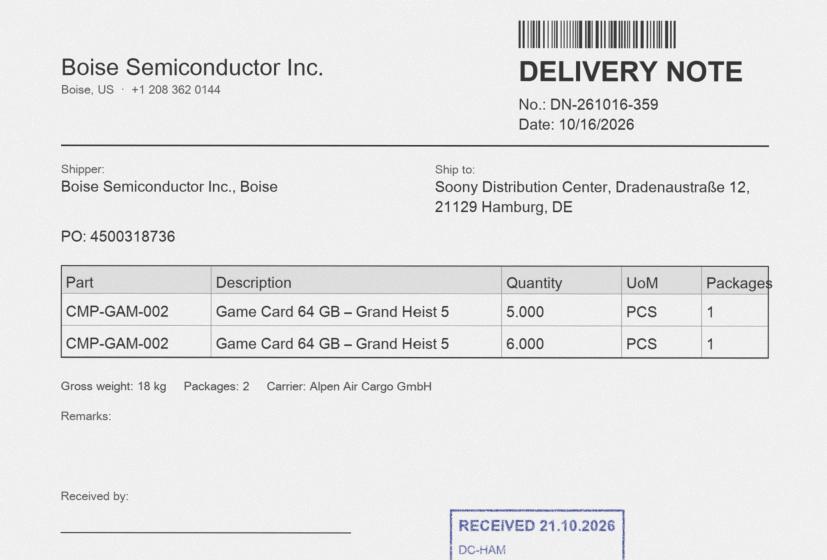 Boise Semiconductor Inc.
Boise, US · +1 208 362 0144
DELIVERY NOTE
No.: DN-261016-359
Date: 10/16/2026
Shipper:
Boise Semiconductor Inc., Boise
Ship to:
Soony Distribution Center, Dradenaustraße 12,
21129 Hamburg, DE
PO: 4500318736
Part Description Quantity UoM Packages
CMP-GAM-002 Game Card 64 GB – Grand Heist 5 5.000 PCS 1
CMP-GAM-002 Game Card 64 GB – Grand Heist 5 6.000 PCS 1
Gross weight: 18 kg Packages: 2 Carrier: Alpen Air Cargo GmbH
Remarks:
Received by:
RECEIVED 21.10.2026
DC-HAM